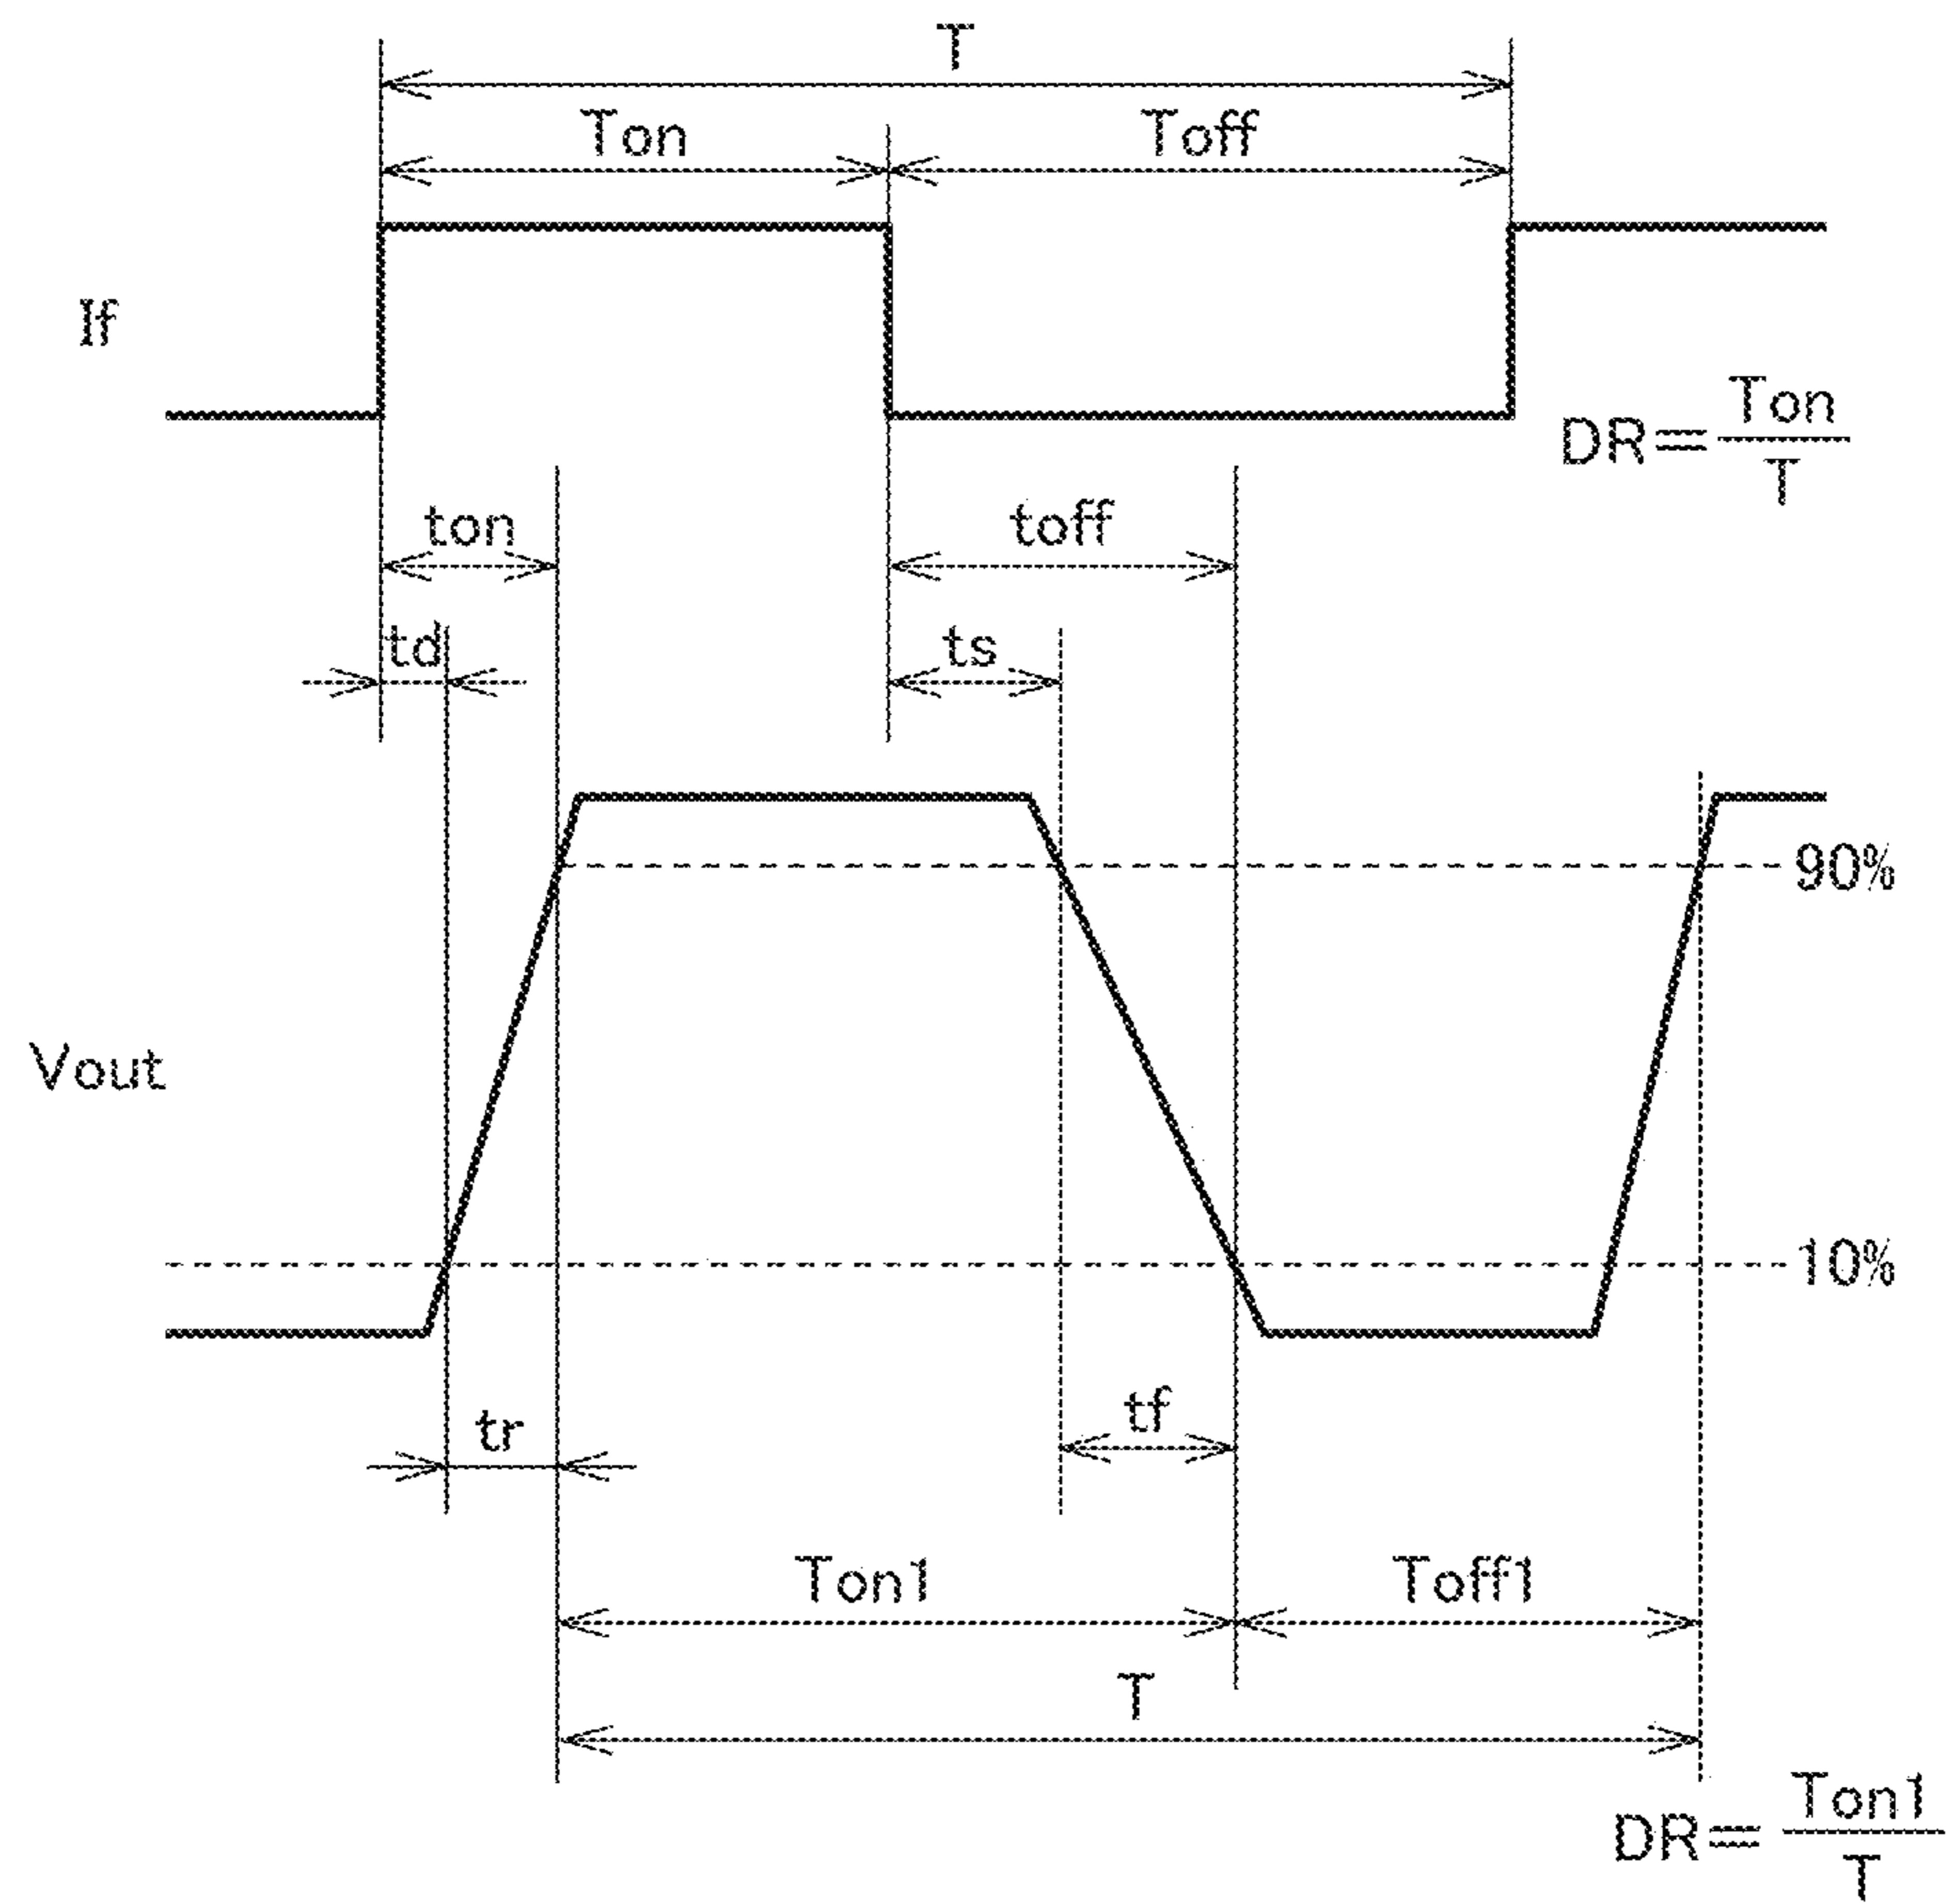 T
Ton Toff
If
DR=Ton/T
ton toff
td ts
90%
Vout
10%
tr tf
Ton1 Toff1
T
DR=Ton1/T